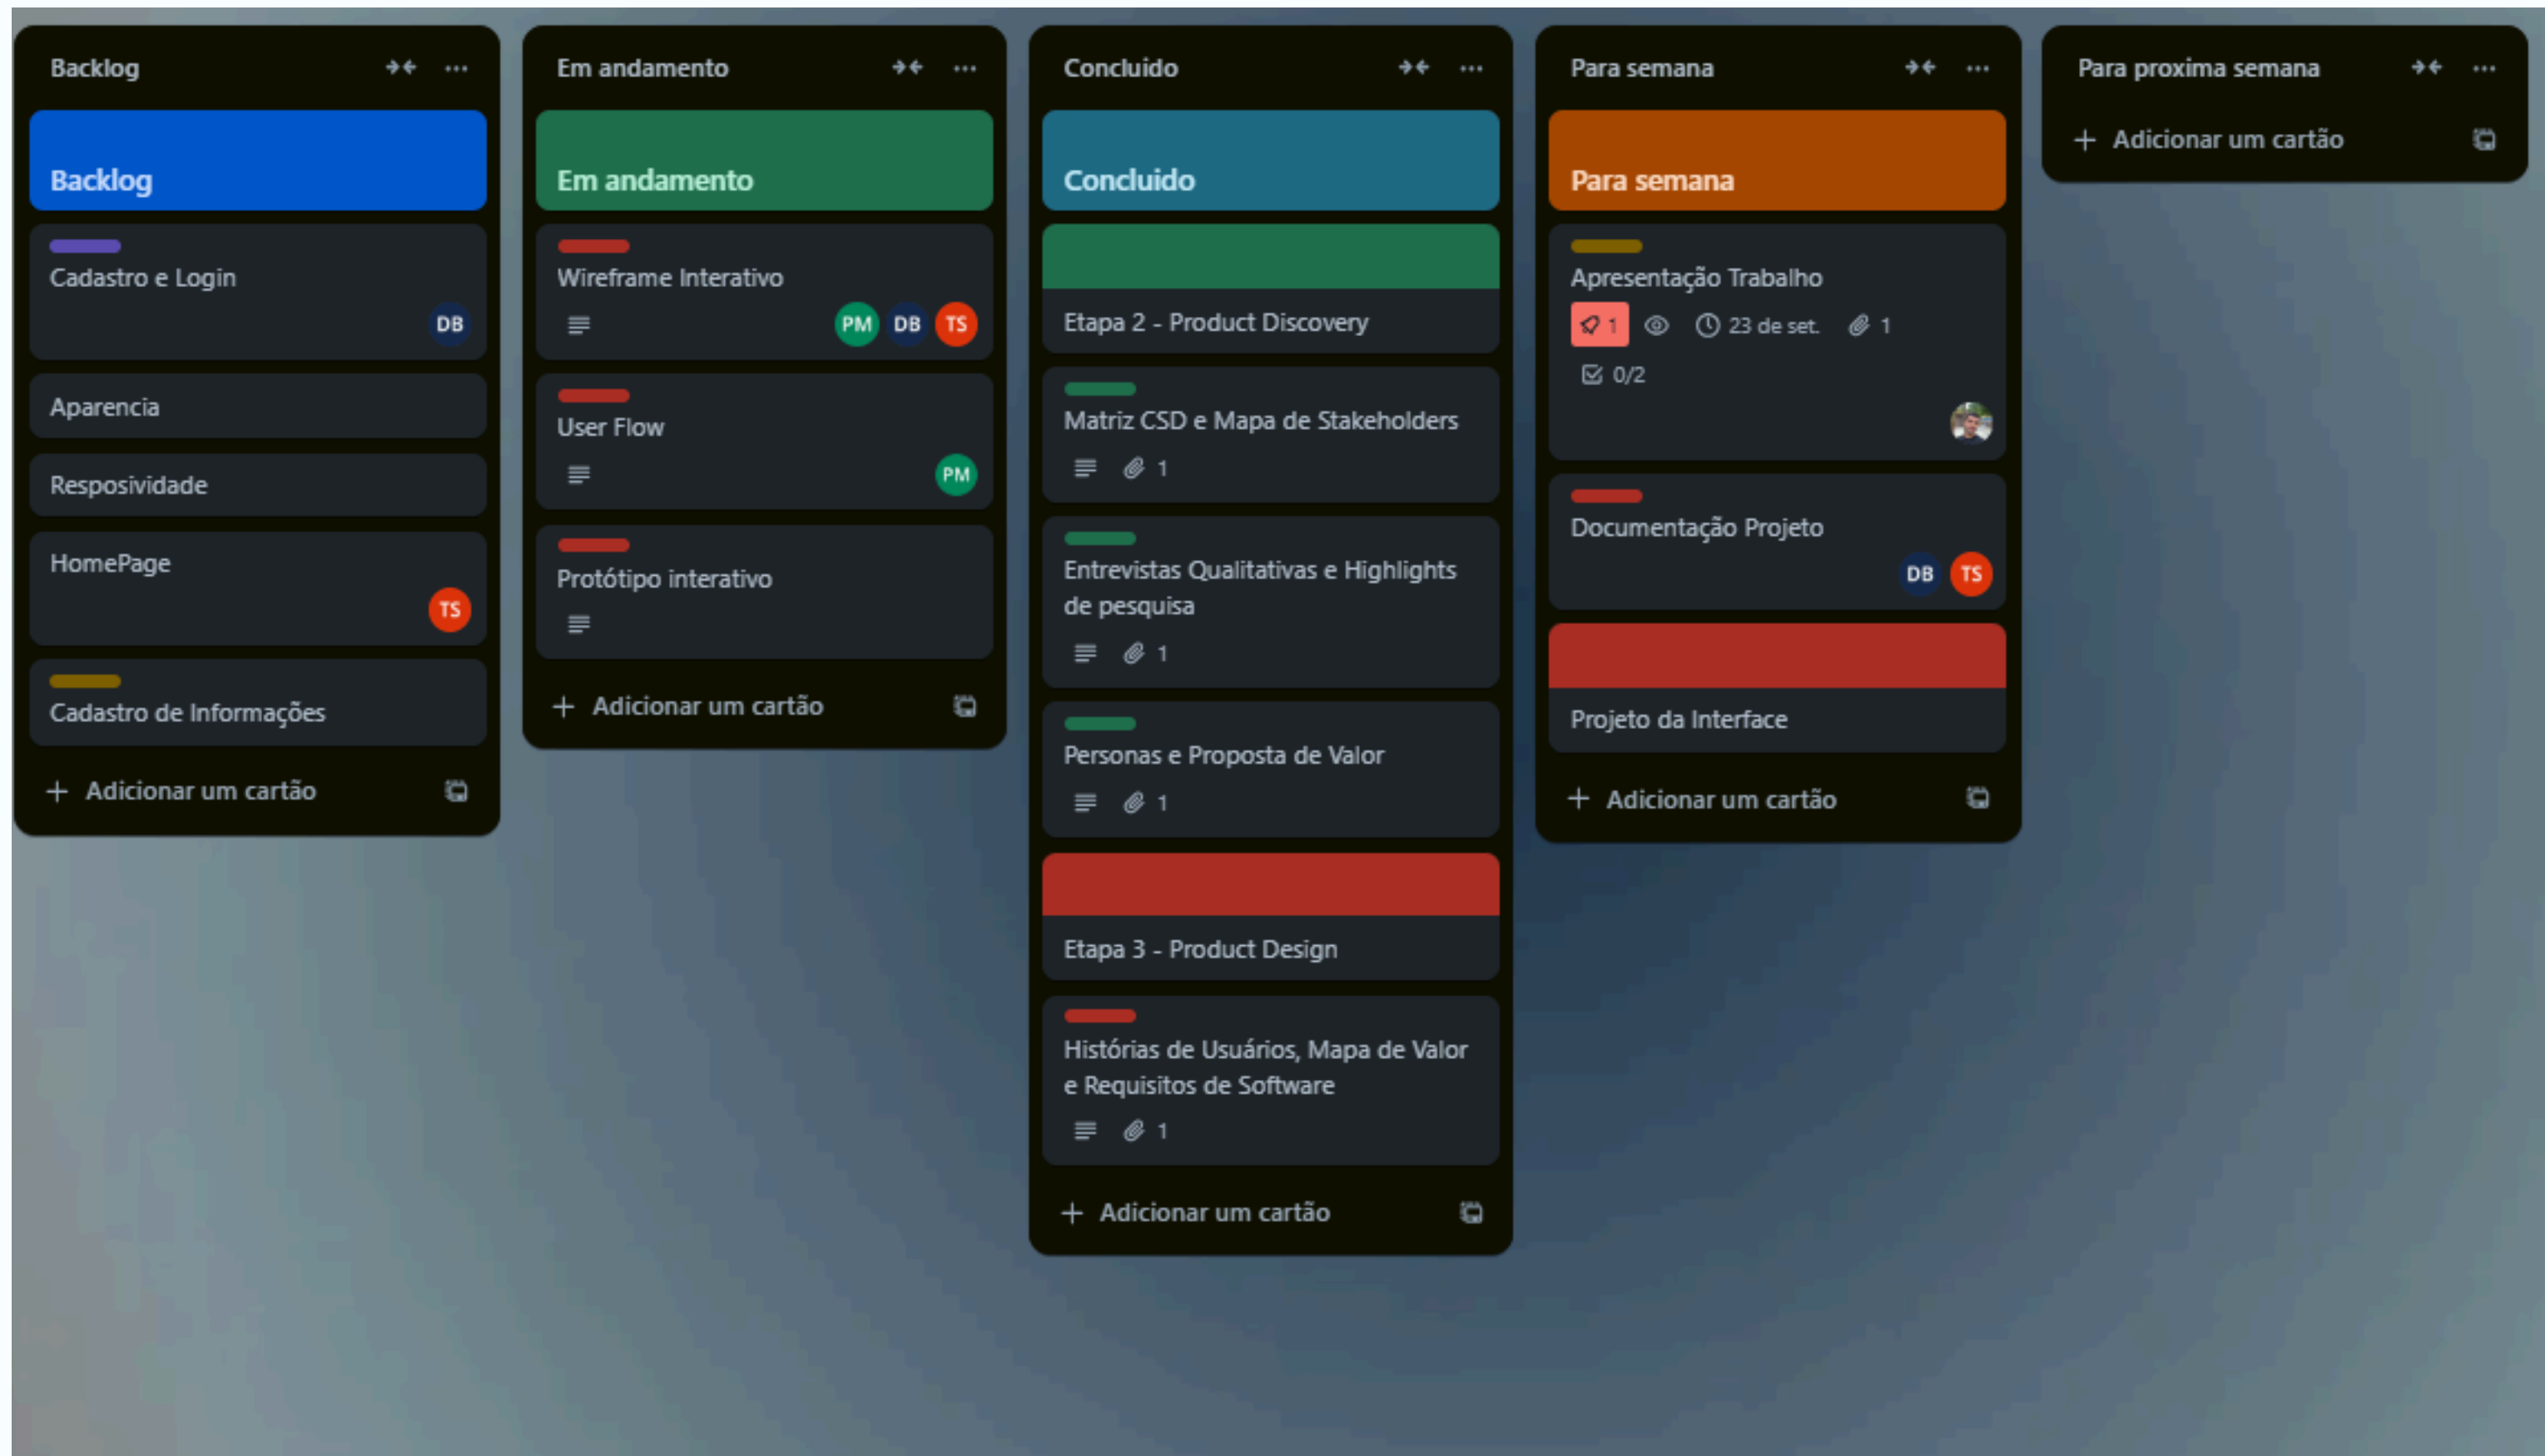 Backlog
Backlog
Cadastro e Login
DB
Aparencia
Resposividade
HomePage
TS
Cadastro de Informações
Adicionar um cartão
Em andamento
Em andamento
Wireframe Interativo
PM DB TS
User Flow
PM
Protótipo interativo
Adicionar um cartão
Concluido
Concluido
Etapa 2 - Product Discovery
Matriz CSD e Mapa de Stakeholders
1
Entrevistas Qualitativas e Highlights
de pesquisa
1
Personas e Proposta de Valor
1
Etapa 3 - Product Design
Histórias de Usuários, Mapa de Valor
e Requisitos de Software
1
Adicionar um cartão
Para semana
Para semana
Apresentação Trabalho
1 23 de set. 1
0/2
Documentação Projeto
DB TS
Projeto da Interface
Adicionar um cartão
Para proxima semana
Adicionar um cartão